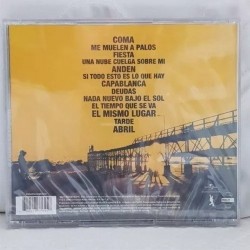 COMA
ME MUELEN A PALOS
FIESTA
UNA NUBE CUELGA SOBRE MI
ANDEN
SI TODO ESTO ES LO QUE HAY
CAPABLANCA
DEUDAS
NADA NUEVO BAJO EL SOL
EL TIEMPO QUE SE VA
EL MISMO LUGAR
TARDE
ABRIL